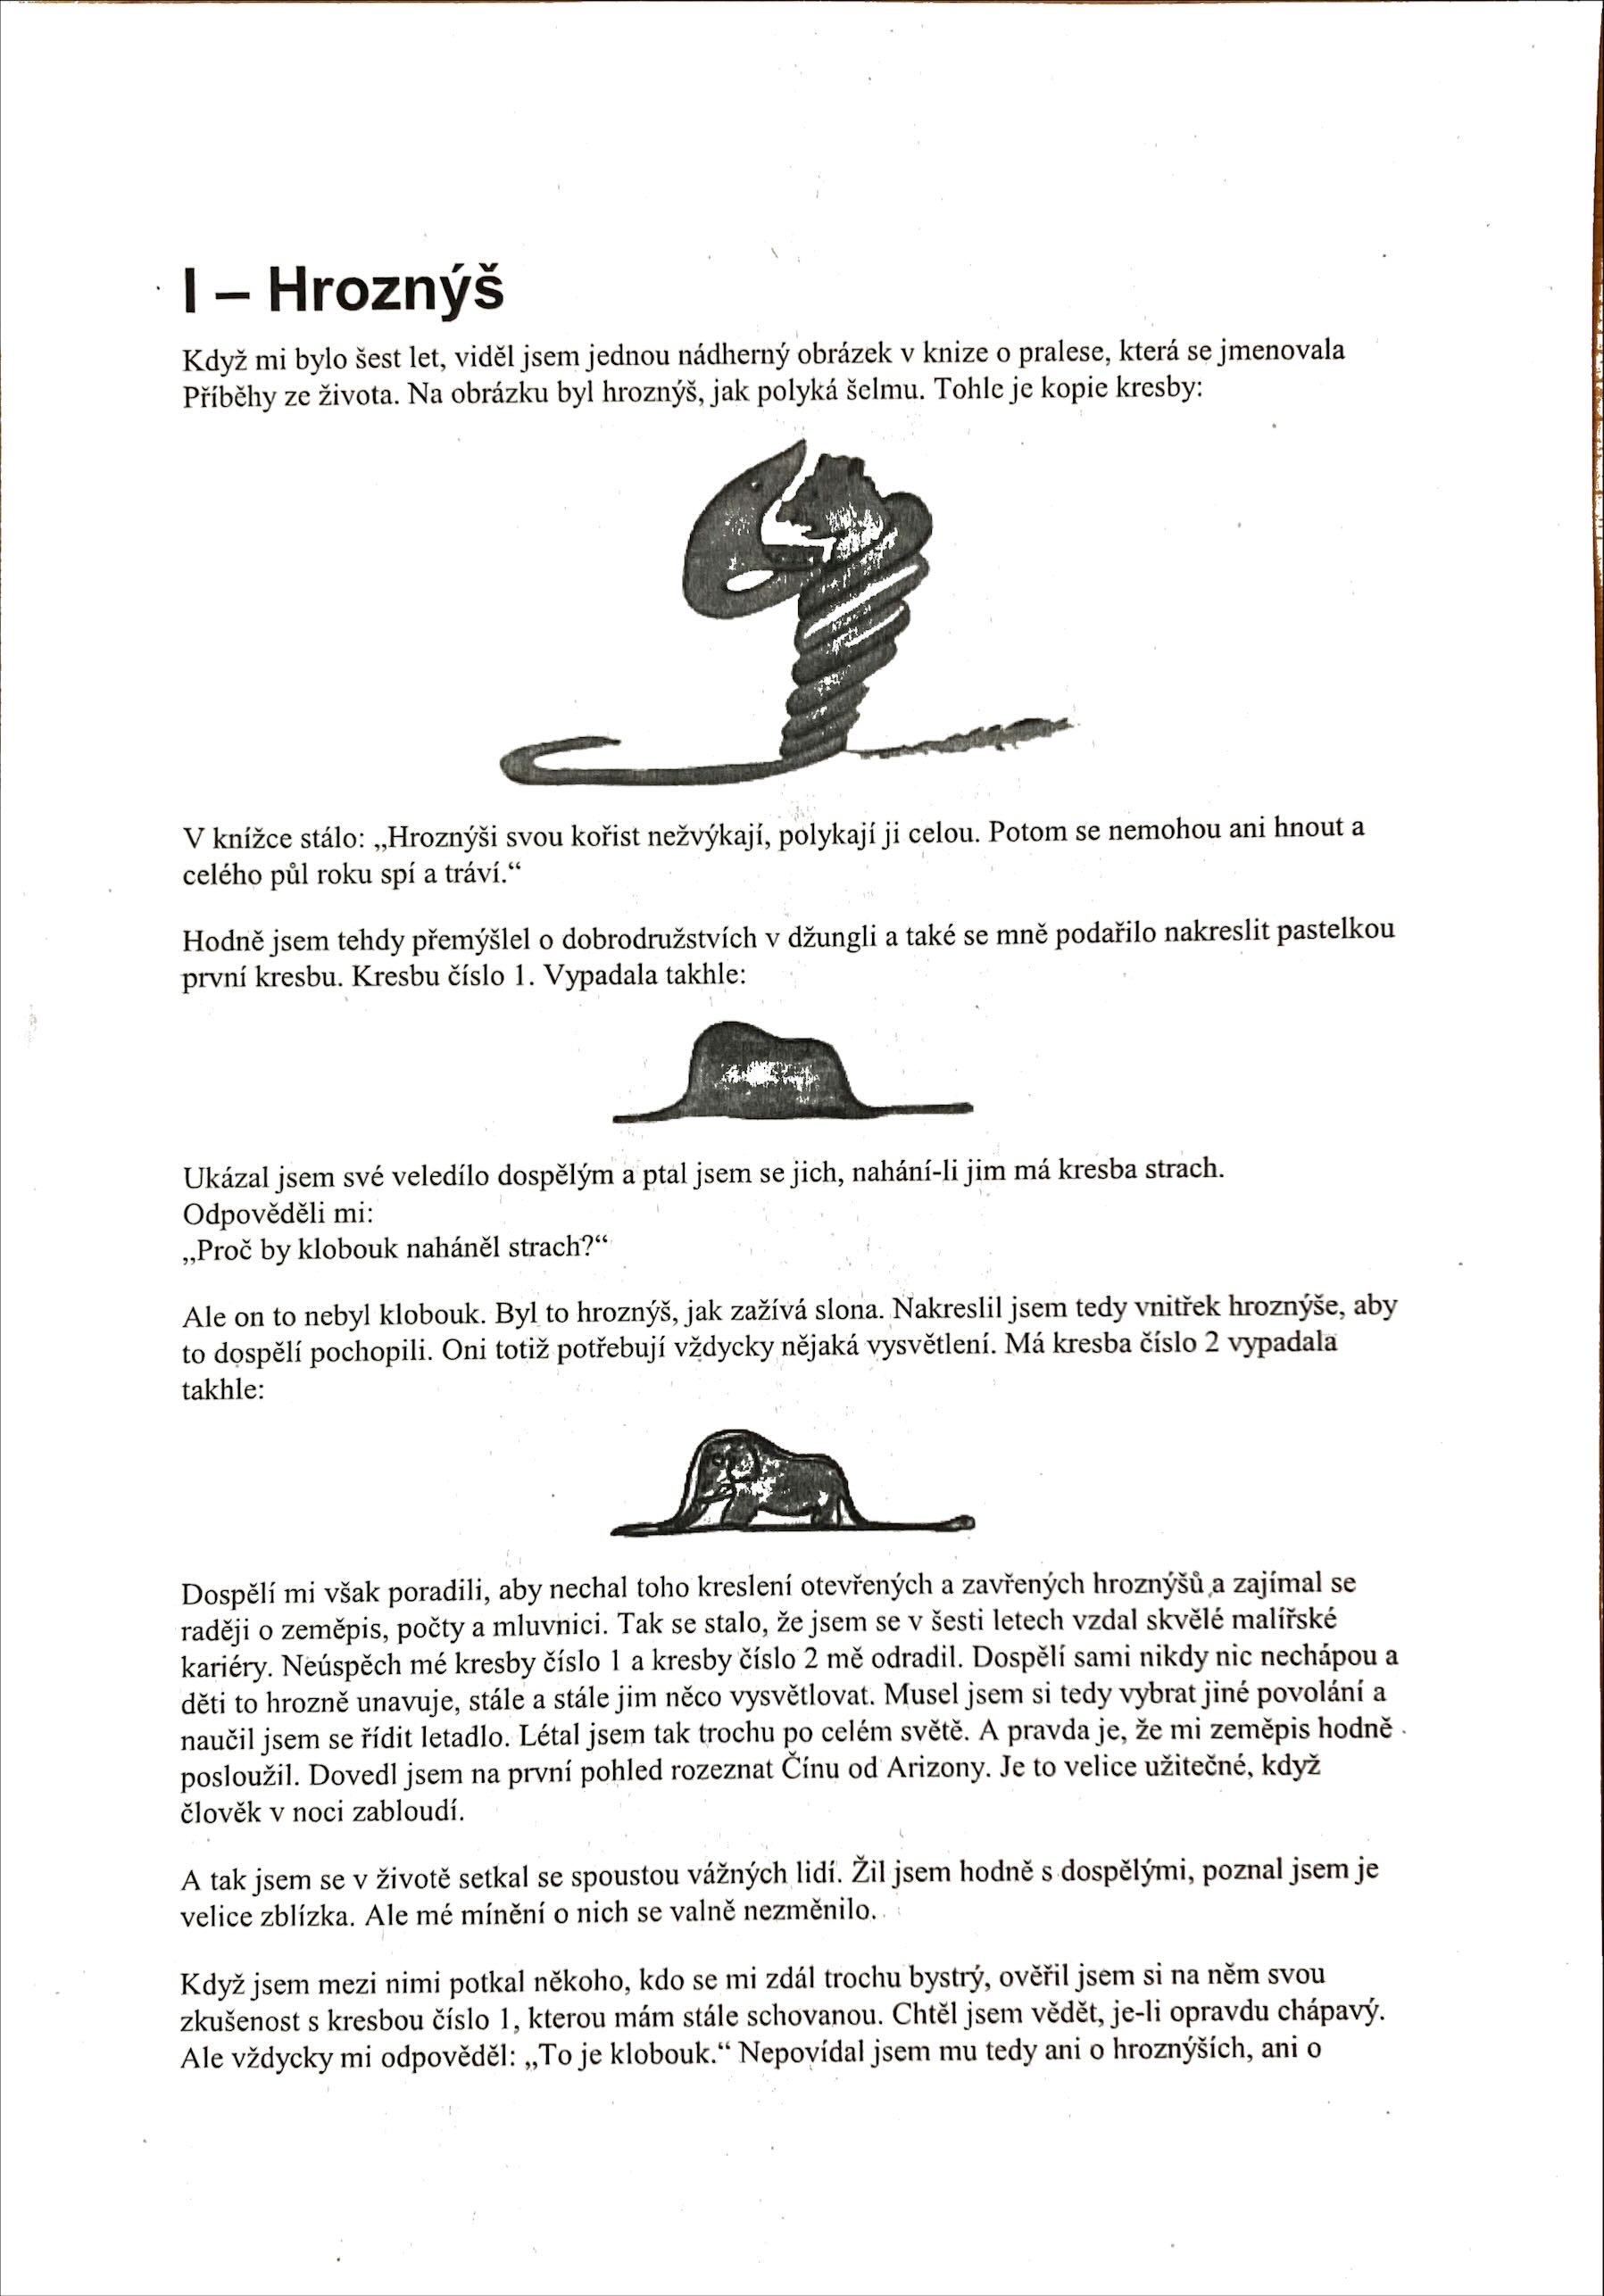 I – Hroznýš
Když mi bylo šest let, viděl jsem jednou nádherný obrázek v knize o pralese, která se jmenovala
Příběhy ze života. Na obrázku byl hroznýš, jak polyká šelmu. Tohle je kopie kresby:
V knížce stálo: „Hroznýši svou kořist nežvýkají, polykají ji celou. Potom se nemohou ani hnout a
celého půl roku spí a tráví.“
Hodně jsem tehdy přemýšlel o dobrodružstvích v džungli a také se mně podařilo nakreslit pastelkou
první kresbu. Kresbu číslo 1. Vypadala takhle:
Ukázal jsem své veledílo dospělým a ptal jsem se jich, nahání-li jim má kresba strach.
Odpověděli mi:
„Proč by klobouk naháněl strach?“
Ale on to nebyl klobouk. Byl to hroznýš, jak zažívá slona. Nakreslil jsem tedy vnitřek hroznýše, aby
to dospělí pochopili. Oni totiž potřebují vždycky nějaká vysvětlení. Má kresba číslo 2 vypadala
takhle:
Dospělí mi však poradili, aby nechal toho kreslení otevřených a zavřených hroznýšů a zajímal se
raději o zeměpis, počty a mluvnici. Tak se stalo, že jsem se v šesti letech vzdal skvělé malířské
kariéry. Neúspěch mé kresby číslo 1 a kresby číslo 2 mě odradil. Dospělí sami nikdy nic nechápou a
děti to hrozně unavuje, stále a stále jim něco vysvětlovat. Musel jsem si tedy vybrat jiné povolání a
naučil jsem se řídit letadlo. Létal jsem tak trochu po celém světě. A pravda je, že mi zeměpis hodně
posloužil. Dovedl jsem na první pohled rozeznat Čínu od Arizony. Je to velice užitečné, když
člověk v noci zabloudí.
A tak jsem se v životě setkal se spoustou vážných lidí. Žil jsem hodně s dospělými, poznal jsem je
velice zblízka. Ale mé mínění o nich se valně nezměnilo.
Když jsem mezi nimi potkal někoho, kdo se mi zdál trochu bystrý, ověřil jsem si na něm svou
zkušenost s kresbou číslo 1, kterou mám stále schovanou. Chtěl jsem vědět, je-li opravdu chápavý.
Ale vždycky mi odpověděl: „To je klobouk.“ Nepovídal jsem mu tedy ani o hroznýších, ani o